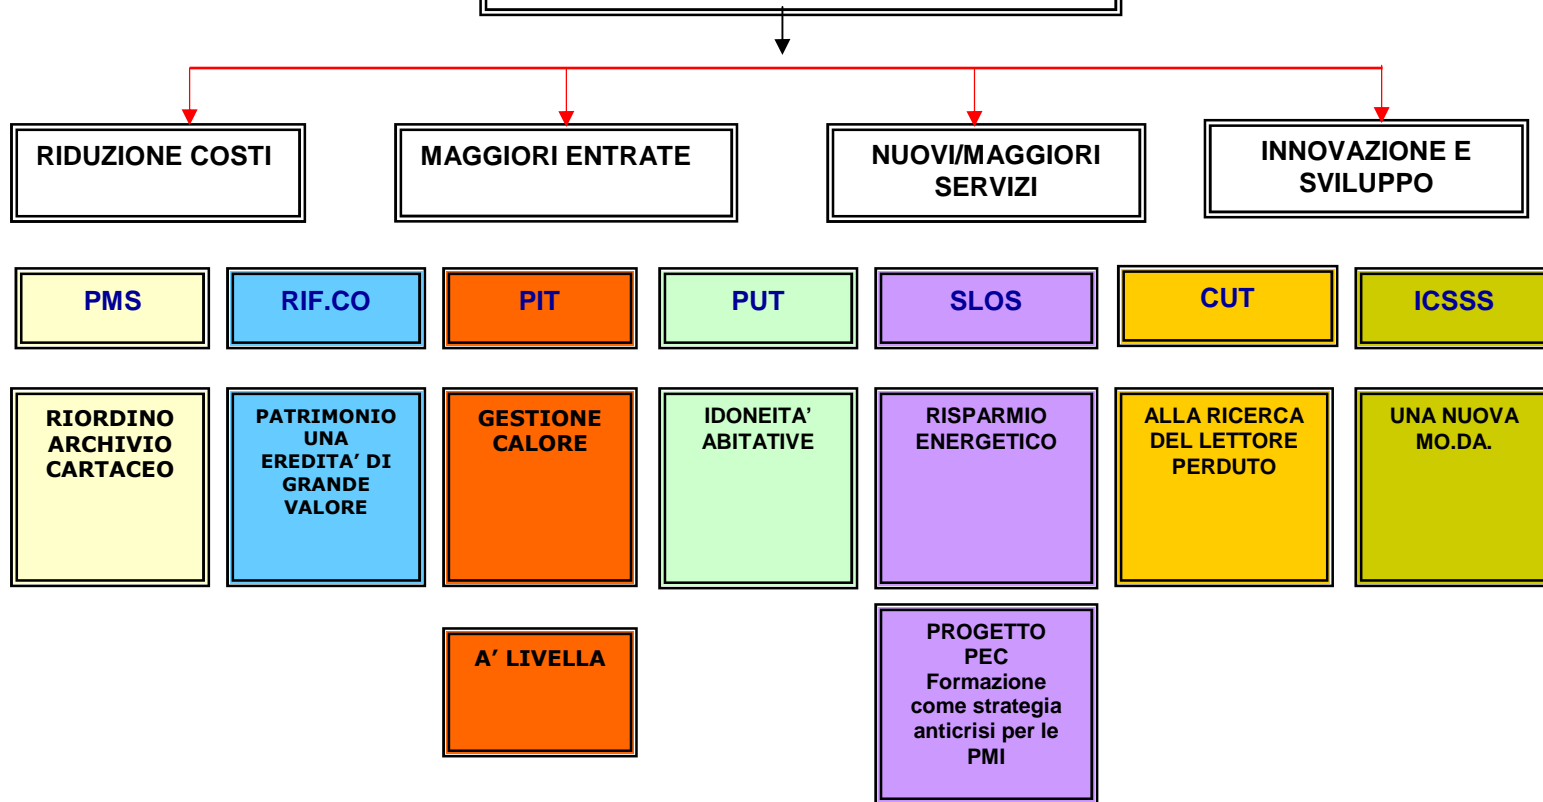 RIDUZIONE COSTI
MAGGIORI ENTRATE
NUOVI/MAGGIORI
SERVIZI
INNOVAZIONE E
SVILUPPO
PMS
RIF.CO
PIT
PUT
SLOS
CUT
ICSSS
RIORDINO
ARCHIVIO
CARTACEO
PATRIMONIO
UNA
EREDITA’ DI
GRANDE
VALORE
GESTIONE
CALORE
IDONEITA’
ABITATIVE
RISPARMIO
ENERGETICO
ALLA RICERCA
DEL LETTORE
PERDUTO
UNA NUOVA
MO.DA.
A’ LIVELLA
PROGETTO
PEC
Formazione
come strategia
anticrisi per le
PMI